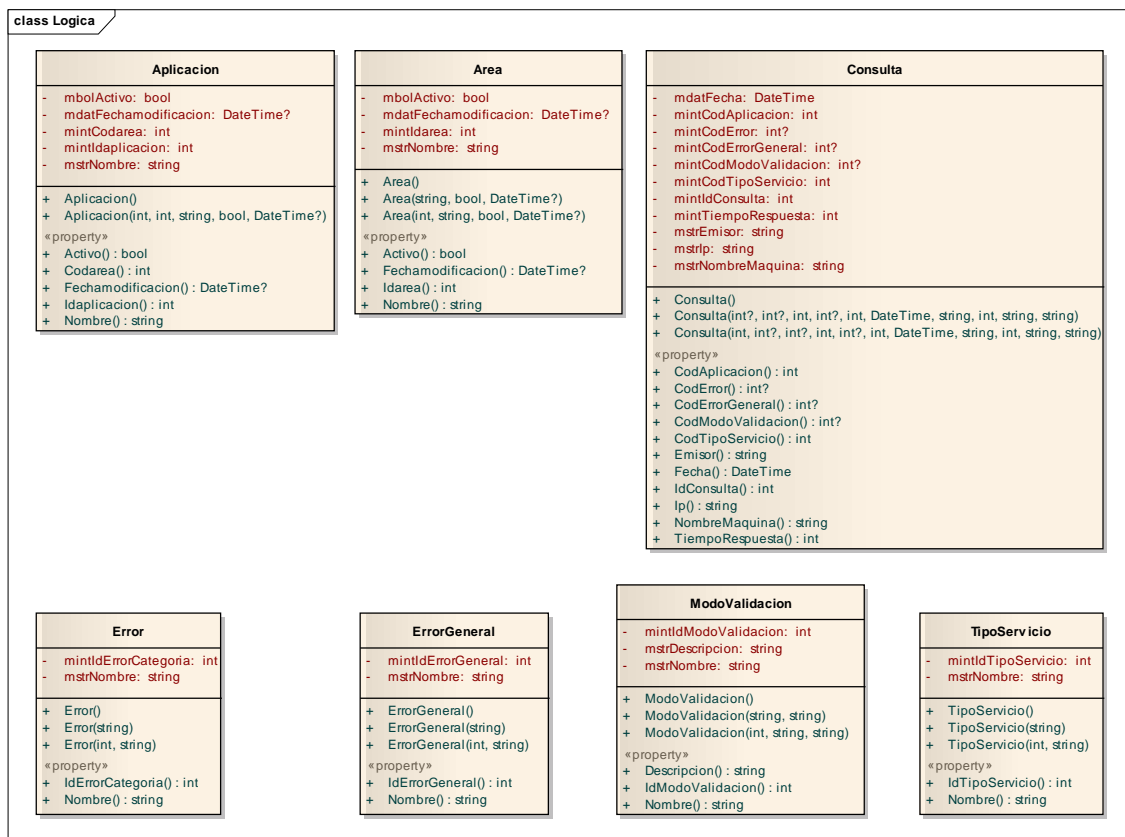 class Logica
Aplicacion
- mbolActivo: bool
- mdatFechamodificacion: DateTime?
- mintCodarea: int
- mintIdaplicacion: int
- mstrNombre: string
+ Aplicacion()
+ Aplicacion(int, int, string, bool, DateTime?)
«property»
+ Activo() : bool
+ Codarea() : int
+ Fechamodificacion() : DateTime?
+ Idaplicacion() : int
+ Nombre() : string
Area
- mbolActivo: bool
- mdatFechamodificacion: DateTime?
- mintIdarea: int
- mstrNombre: string
+ Area()
+ Area(string, bool, DateTime?)
+ Area(int, string, bool, DateTime?)
«property»
+ Activo() : bool
+ Fechamodificacion() : DateTime?
+ Idarea() : int
+ Nombre() : string
Consulta
- mdatFecha: DateTime
- mintCodAplicacion: int
- mintCodError: int?
- mintCodErrorGeneral: int?
- mintCodModoValidacion: int?
- mintCodTipoServicio: int
- mintIdConsulta: int
- mintTiempoRespuesta: int
- mstrEmisor: string
- mstrIp: string
- mstrNombreMaquina: string
+ Consulta()
+ Consulta(int?, int?, int, int?, int, DateTime, string, int, string, string)
+ Consulta(int, int?, int?, int, int?, int, DateTime, string, int, string, string)
«property»
+ CodAplicacion() : int
+ CodError() : int?
+ CodErrorGeneral() : int?
+ CodModoValidacion() : int?
+ CodTipoServicio() : int
+ Emisor() : string
+ Fecha() : DateTime
+ IdConsulta() : int
+ Ip() : string
+ NombreMaquina() : string
+ TiempoRespuesta() : int
Error
- mintIdErrorCategoria: int
- mstrNombre: string
+ Error()
+ Error(string)
+ Error(int, string)
«property»
+ IdErrorCategoria() : int
+ Nombre() : string
ErrorGeneral
- mintIdErrorGeneral: int
- mstrNombre: string
+ ErrorGeneral()
+ ErrorGeneral(string)
+ ErrorGeneral(int, string)
«property»
+ IdErrorGeneral() : int
+ Nombre() : string
ModoValidacion
- mintIdModoValidacion: int
- mstrDescripcion: string
- mstrNombre: string
+ ModoValidacion()
+ ModoValidacion(string, string)
+ ModoValidacion(int, string, string)
«property»
+ Descripcion() : string
+ IdModoValidacion() : int
+ Nombre() : string
TipoServicio
- mintIdTipoServicio: int
- mstrNombre: string
+ TipoServicio()
+ TipoServicio(string)
+ TipoServicio(int, string)
«property»
+ IdTipoServicio() : int
+ Nombre() : string